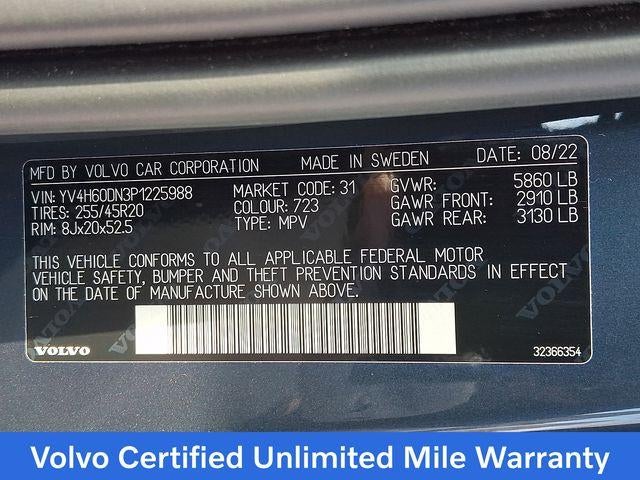 MFD BY VOLVO CAR CORPORATION MADE IN SWEDEN DATE: 08/22
VIN: YV4H60DN3P1225988 MARKET CODE: 31 GVWR: 5860 LB
TIRES: 255/45R20 COLOUR: 723 GAWR FRONT: 2910 LB
RIM: 8Jx20x52.5 TYPE: MPV GAWR REAR: 3130 LB
THIS VEHICLE CONFORMS TO ALL APPLICABLE FEDERAL MOTOR
VEHICLE SAFETY, BUMPER AND THEFT PREVENTION STANDARDS IN EFFECT
ON THE DATE OF MANUFACTURE SHOWN ABOVE.
VOLVO 32366354
Volvo Certified Unlimited Mile Warranty